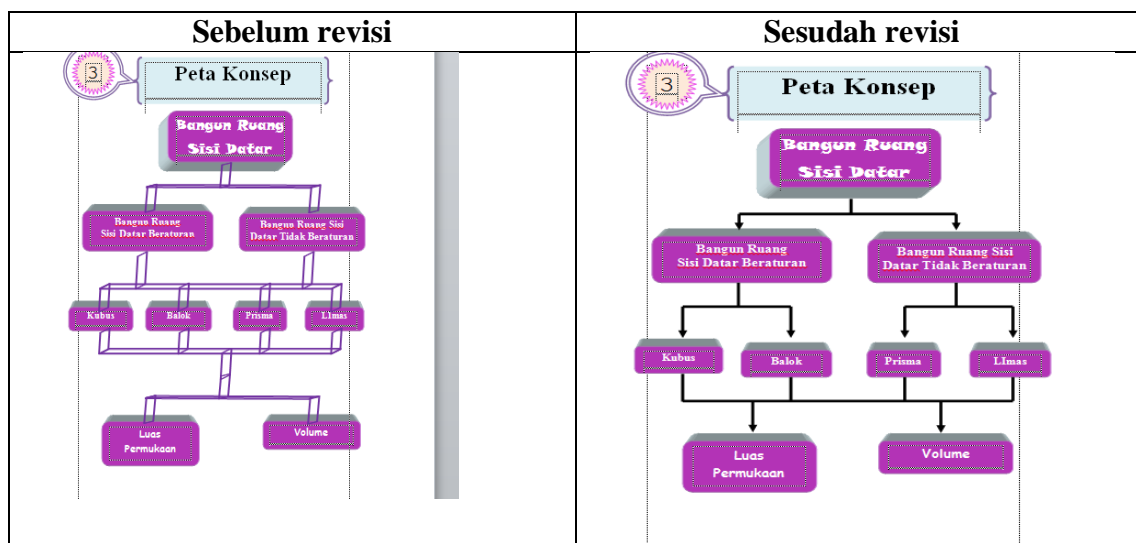 Sebelum revisi
Sesudah revisi
3
Peta Konsep
Bangun Ruang
Sisi Datar
Bangun Ruang
Sisi Datar Beraturan
Bangun Ruang Sisi
Datar Tidak Beraturan
Kubus
Balok
Prisma
LImas
Luas
Permukaan
Volume
3
Peta Konsep
Bangun Ruang
Sisi Datar
Bangun Ruang
Sisi Datar Beraturan
Bangun Ruang Sisi
Datar Tidak Beraturan
Kubus
Balok
Prisma
LImas
Luas
Permukaan
Volume